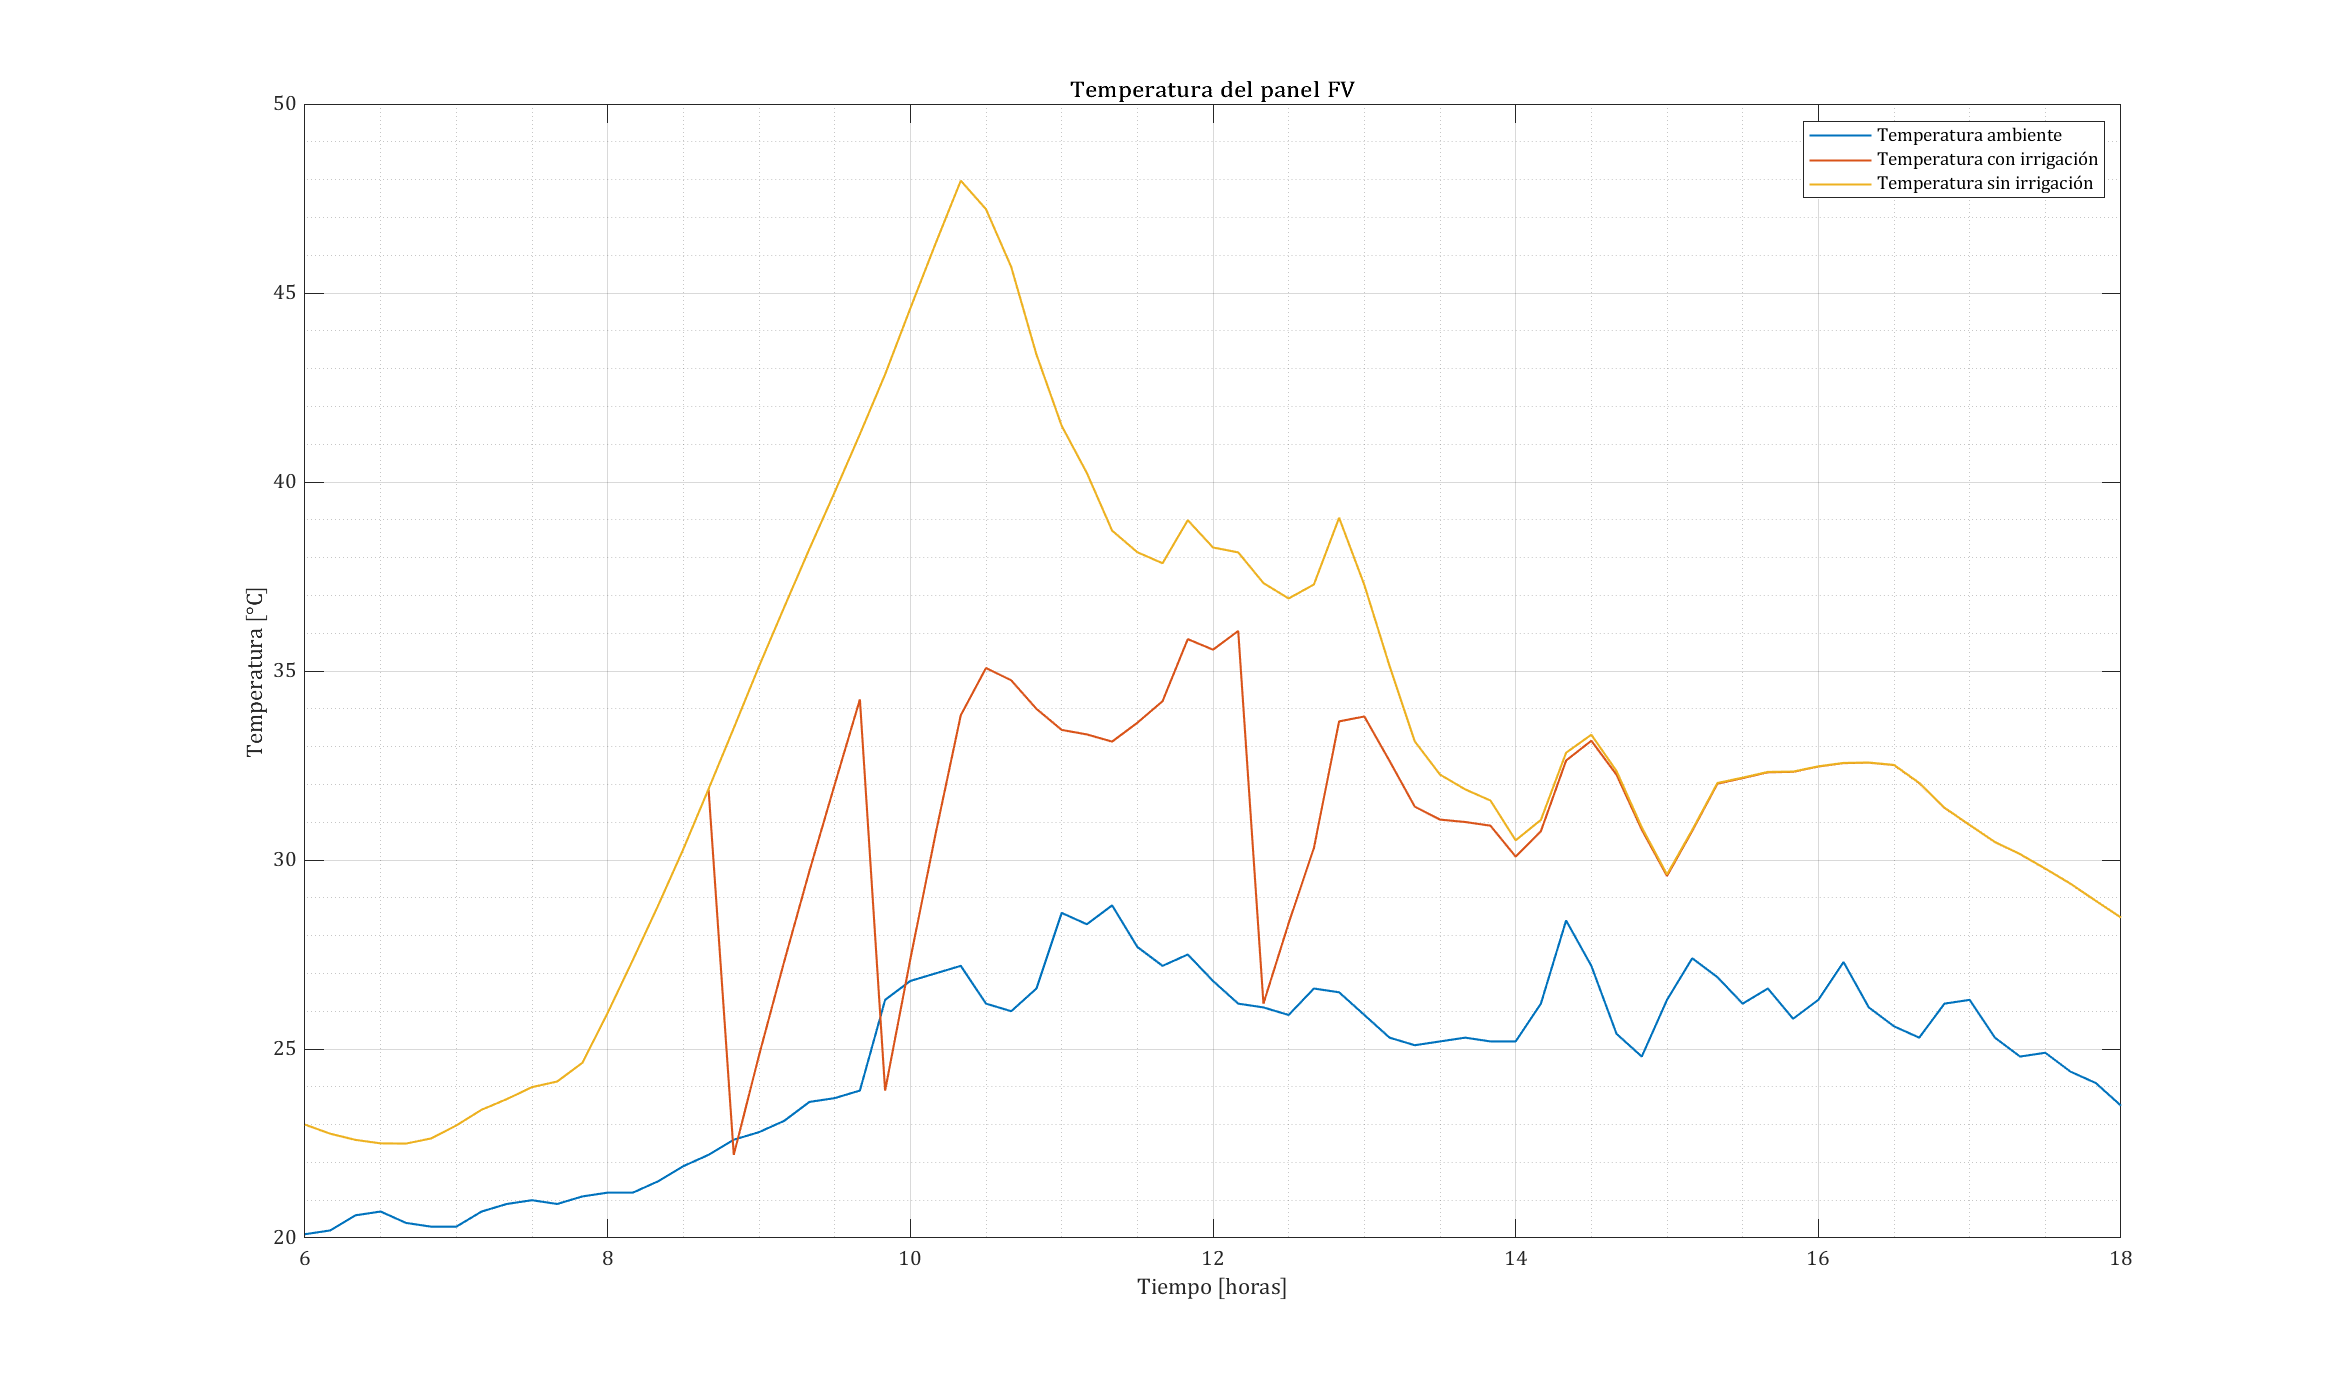 Temperatura del panel FV
50
45
40
35
30
25
20
Temperatura [°C]
Temperatura ambiente
Temperatura con irrigación
Temperatura sin irrigación
6 8 10 12 14 16 18
Tiempo [horas]